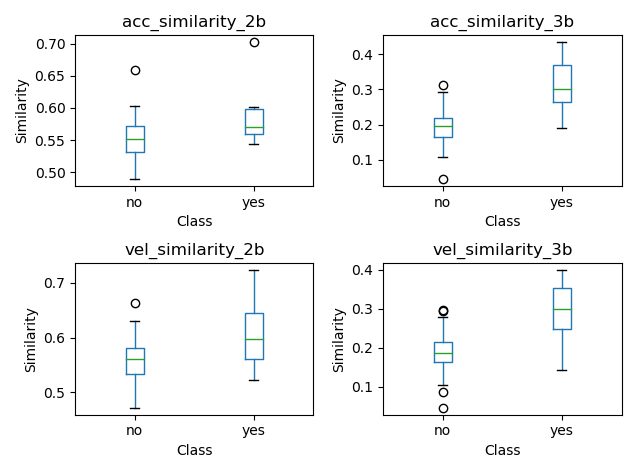 acc_similarity_2b
0.70
0.65
0.60
0.55
0.50
Similarity
no
yes
Class
acc_similarity_3b
0.4
0.3
0.2
0.1
Similarity
no
yes
Class
vel_similarity_2b
0.7
0.6
0.5
Similarity
no
yes
Class
vel_similarity_3b
0.4
0.3
0.2
0.1
Similarity
no
yes
Class